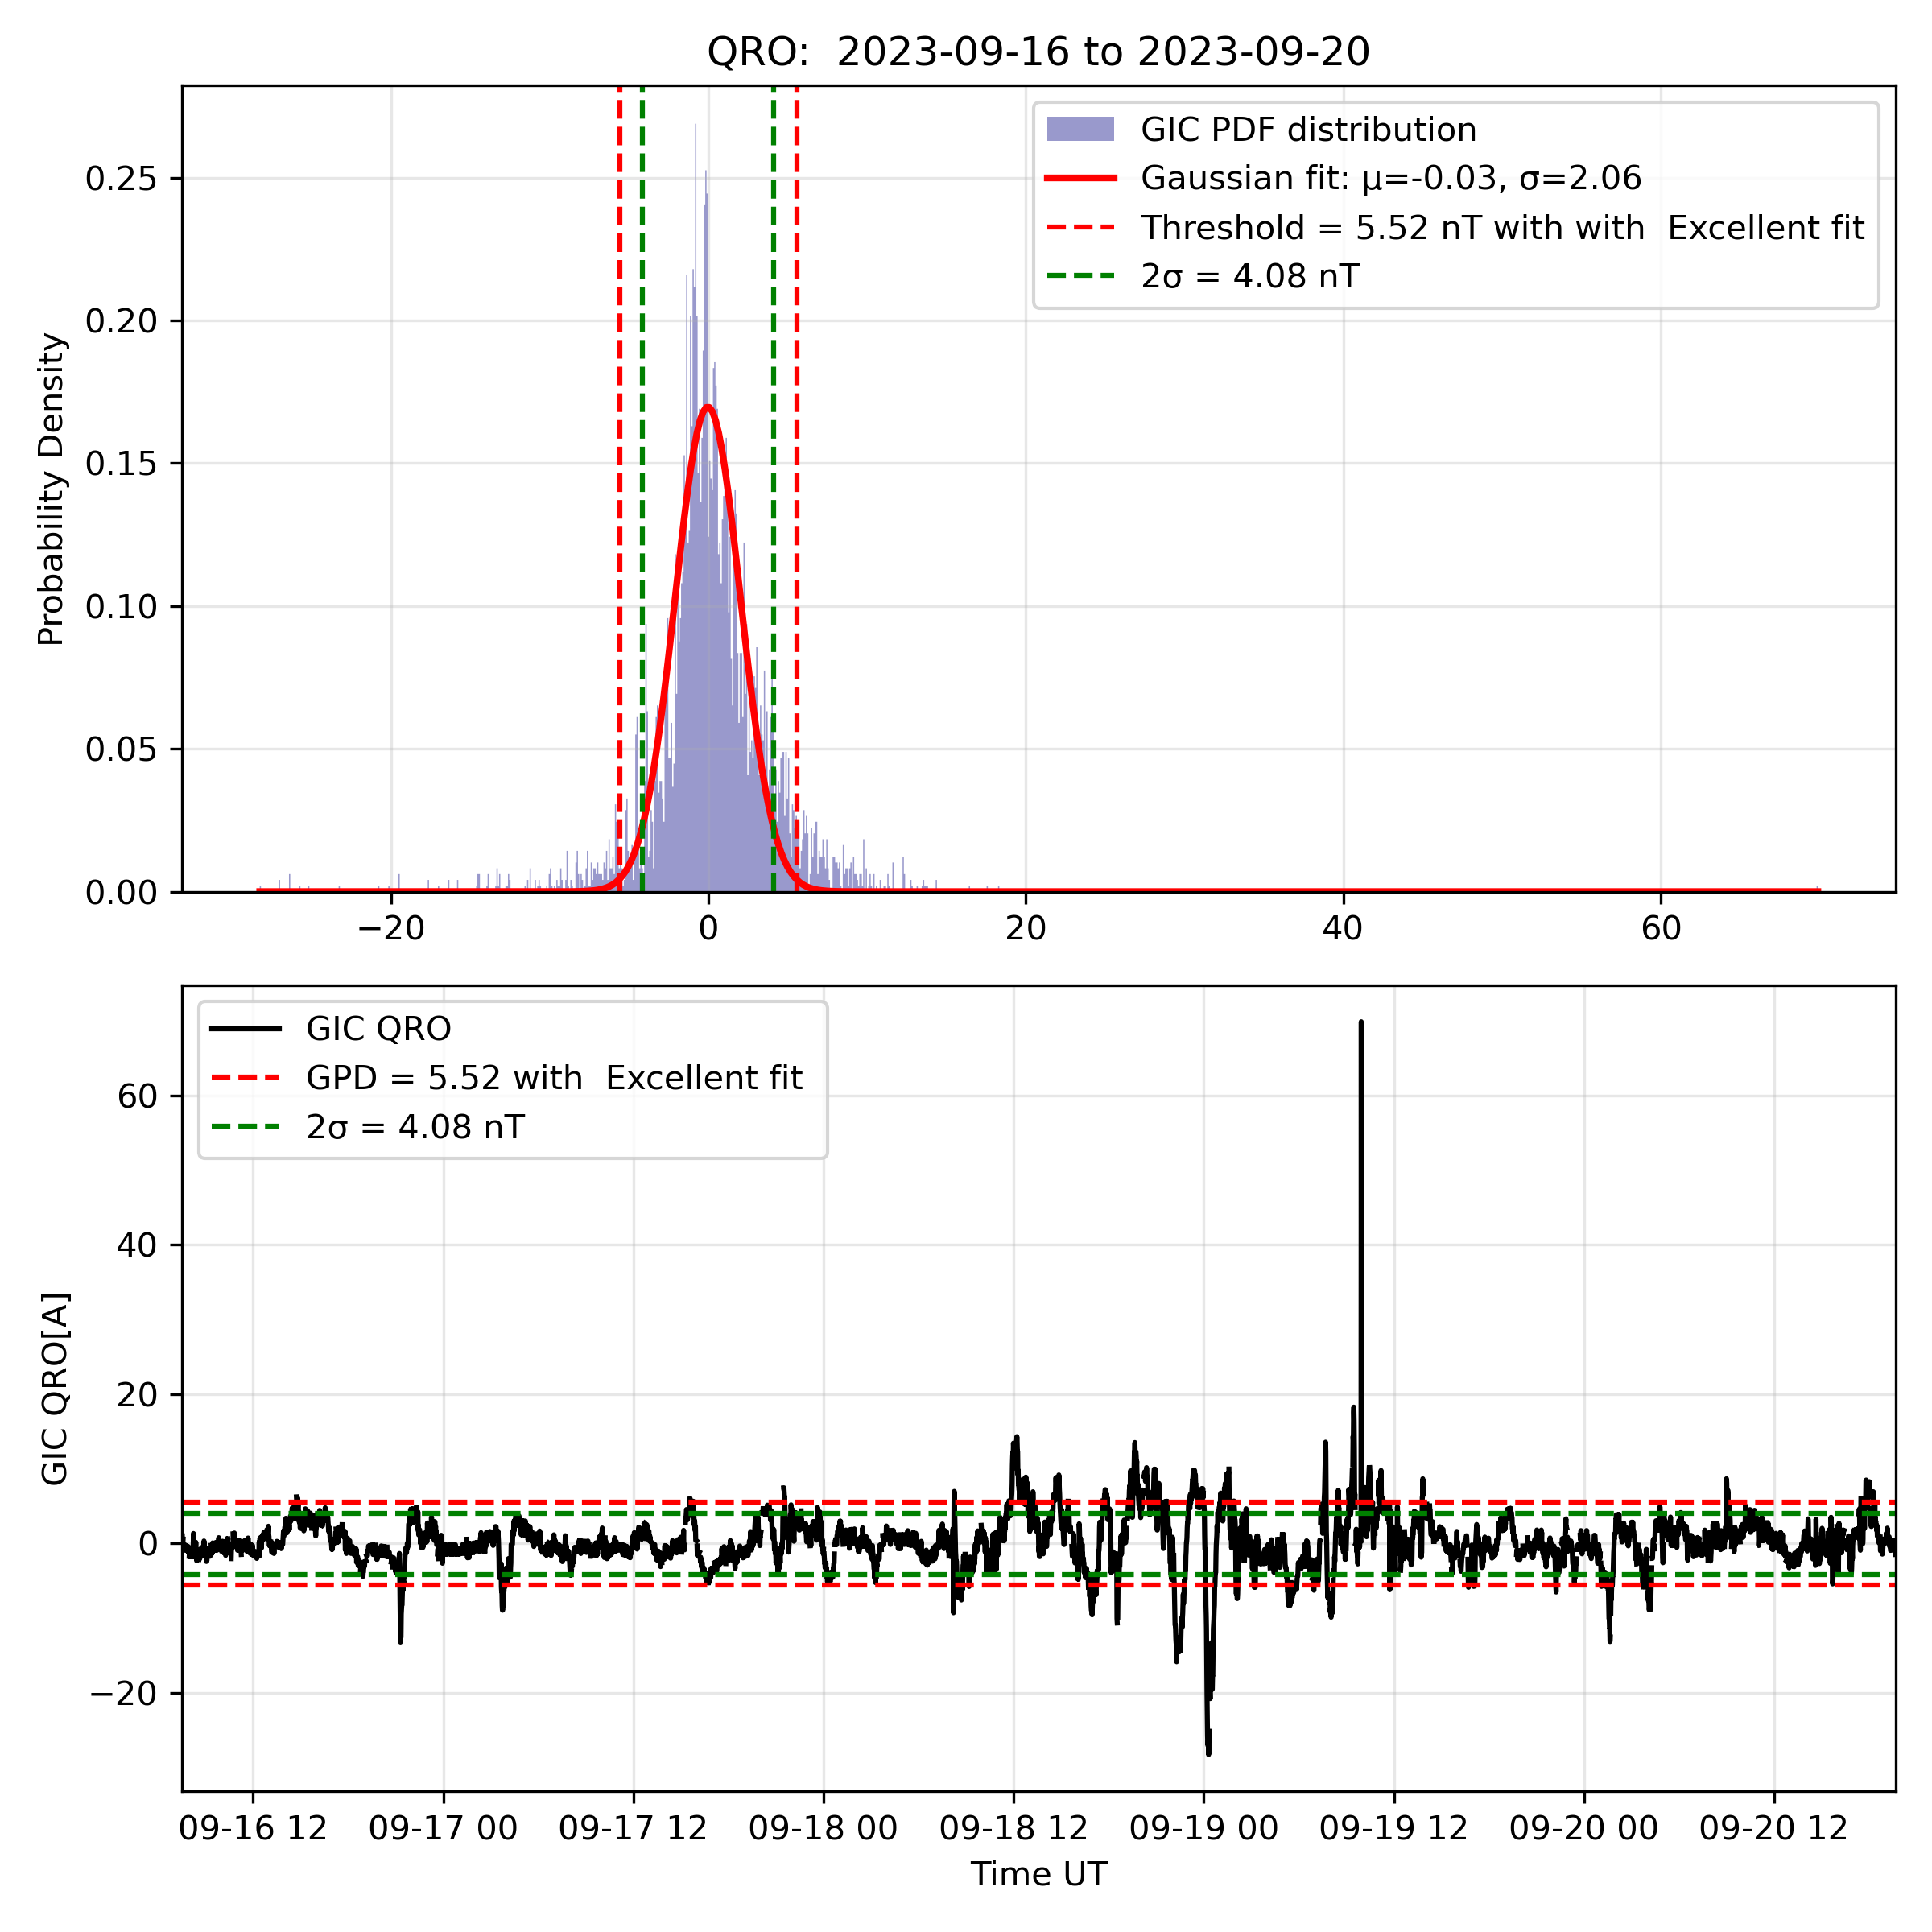 QRO:  2023-09-16 to 2023-09-20
GIC PDF distribution
Gaussian fit: μ=-0.03, σ=2.06
Threshold = 5.52 nT with with  Excellent fit
2σ = 4.08 nT
Probability Density
0.25
0.20
0.15
0.10
0.05
0.00
−20 0 20 40 60
GIC QRO
GPD = 5.52 with  Excellent fit
2σ = 4.08 nT
GIC QRO[A]
60
40
20
0
−20
09-16 12 09-17 00 09-17 12 09-18 00 09-18 12 09-19 00 09-19 12 09-20 00 09-20 12
Time UT